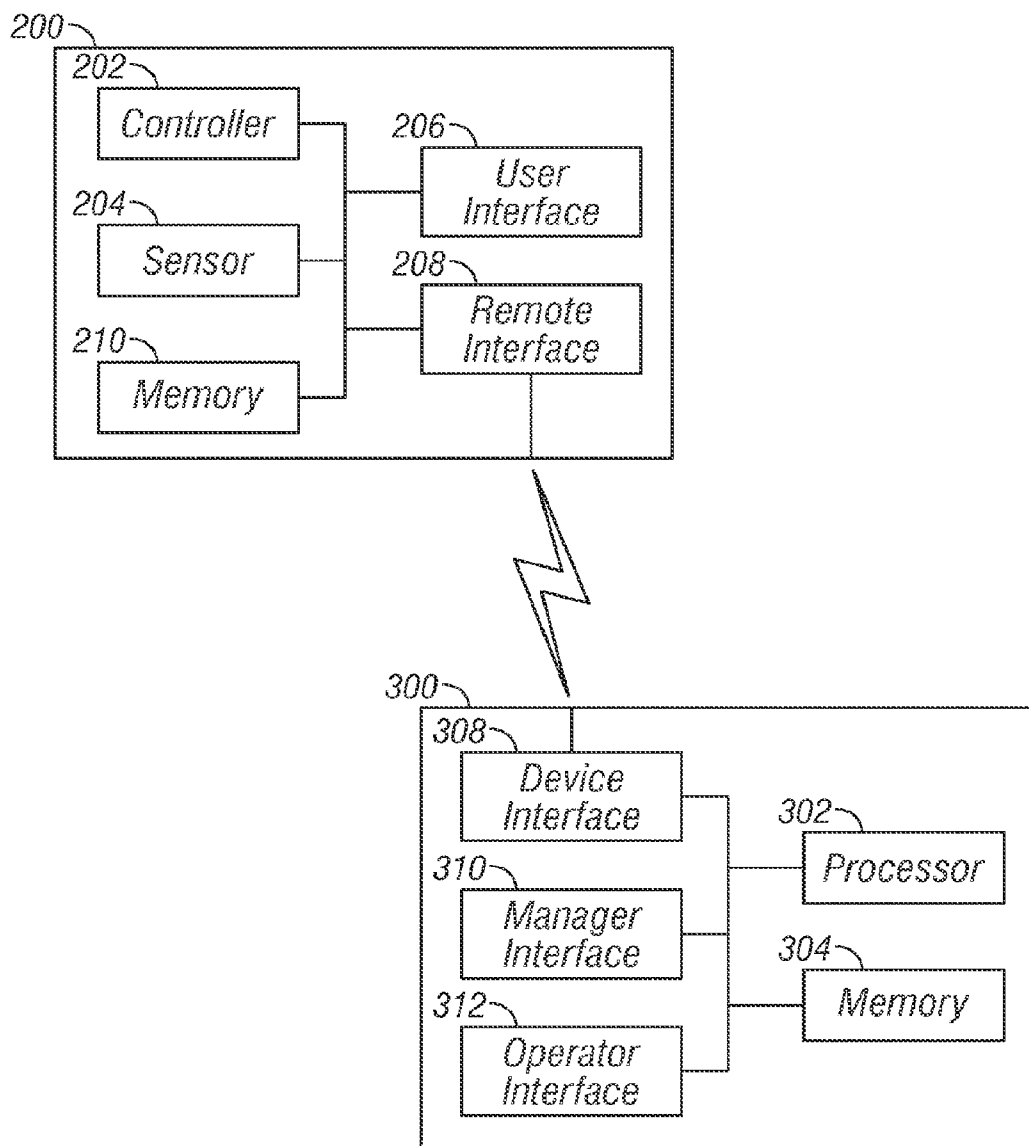 200
202
Controller
206
User
Interface
204
Sensor
208
Remote
Interface
210
Memory
300
308
Device
Interface
302
Processor
310
Manager
Interface
304
Memory
312
Operator
Interface